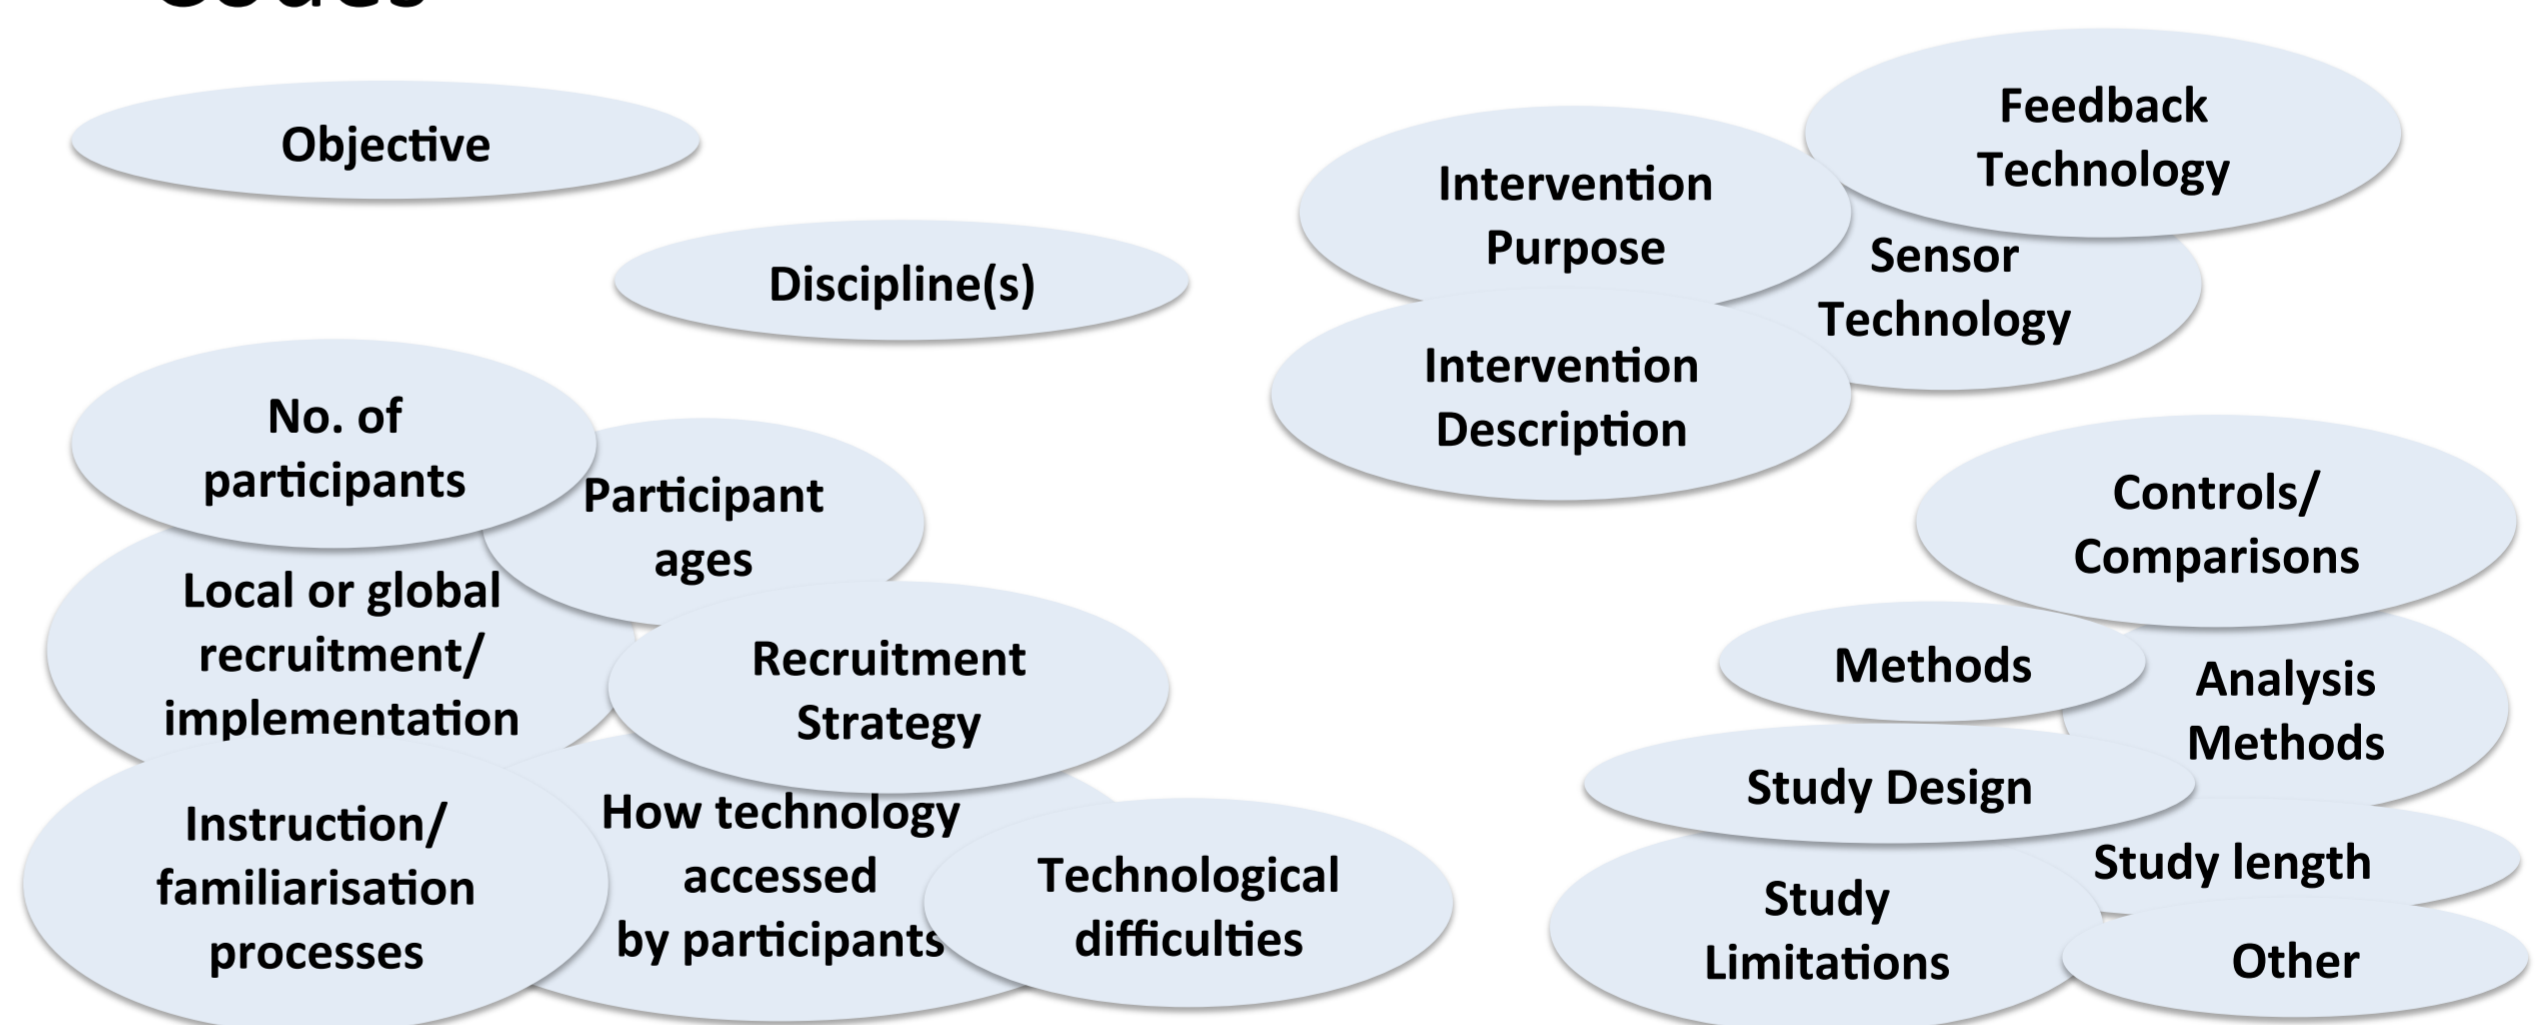 Codes
Objective
Discipline(s)
No. of
participants
Participant
ages
Local or global
recruitment/
implementation
Recruitment
Strategy
Instruction/
familiarisation
processes
How technology
accessed
by participants
Technological
difficulties
Intervention
Purpose
Feedback
Technology
Sensor
Technology
Intervention
Description
Controls/
Comparisons
Methods
Analysis
Methods
Study Design
Study length
Study
Limitations
Other